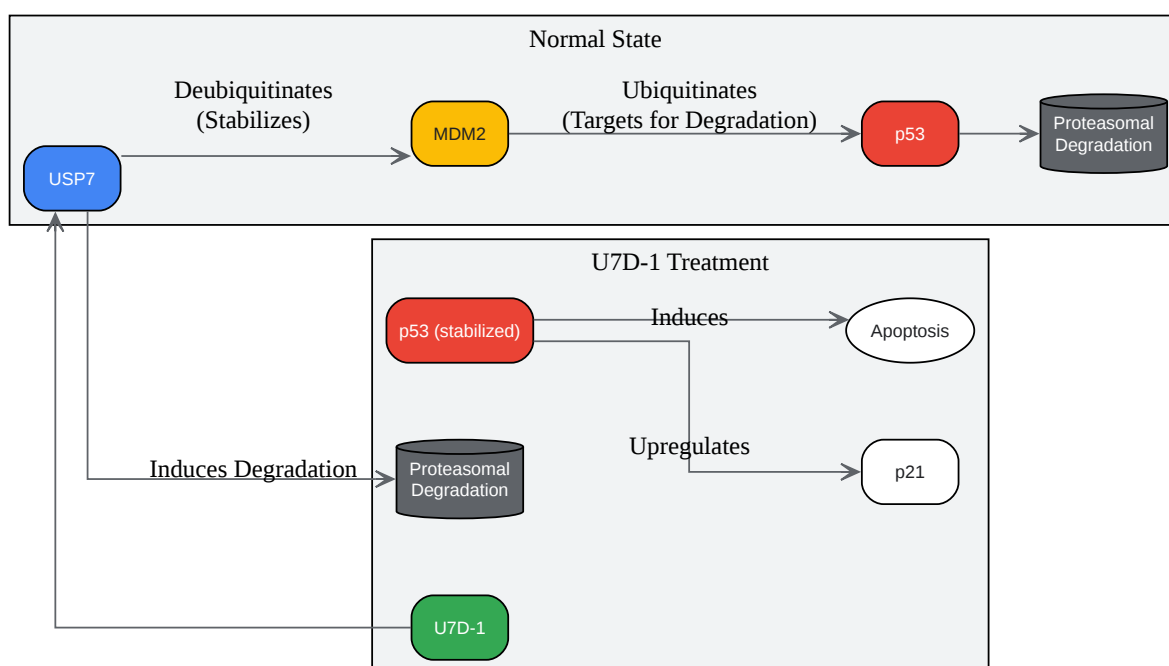 Normal State
Deubiquitinates
(Stabilizes)
Ubiquitinates
(Targets for Degradation)
USP7
MDM2
p53
Proteasomal
Degradation
U7D-1 Treatment
p53 (stabilized)
Induces
Apoptosis
Upregulates
p21
Induces Degradation
Proteasomal
Degradation
U7D-1